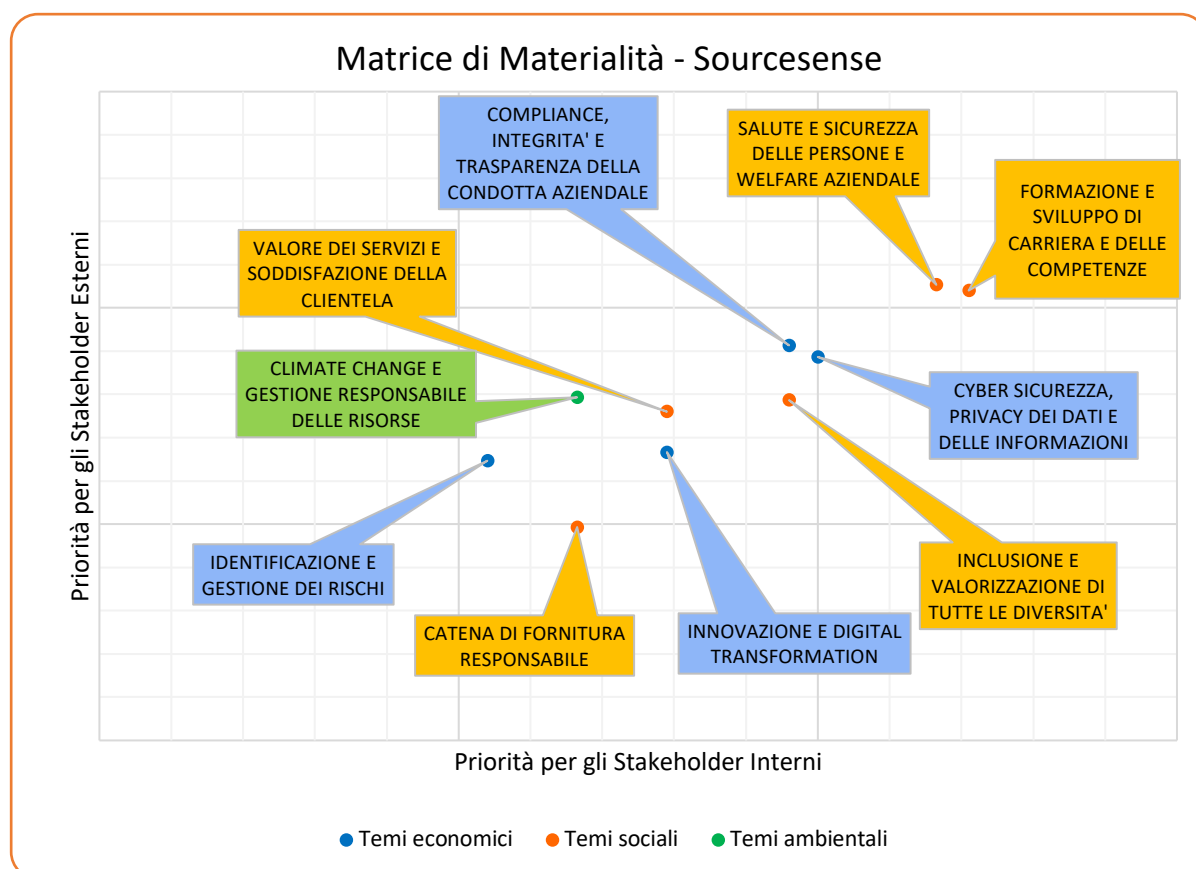 Matrice di Materialità - Sourcesense
COMPLIANCE,
INTEGRITA' E
TRASPARENZA DELLA
CONDOTTA AZIENDALE
SALUTE E SICUREZZA
DELLE PERSONE E
WELFARE AZIENDALE
FORMAZIONE E
SVILUPPO DI
CARRIERA E DELLE
COMPETENZE
VALORE DEI SERVIZI E
SODDISFAZIONE DELLA
CLIENTELA
CLIMATE CHANGE E
GESTIONE RESPONSABILE
DELLE RISORSE
CYBER SICUREZZA,
PRIVACY DEI DATI E
DELLE INFORMAZIONI
IDENTIFICAZIONE E
GESTIONE DEI RISCHI
CATENA DI FORNITURA
RESPONSABILE
INNOVAZIONE E DIGITAL
TRANSFORMATION
INCLUSIONE E
VALORIZZAZIONE DI
TUTTE LE DIVERSITA'
Priorità per gli Stakeholder Esterni
Priorità per gli Stakeholder Interni
Temi economici
Temi sociali
Temi ambientali